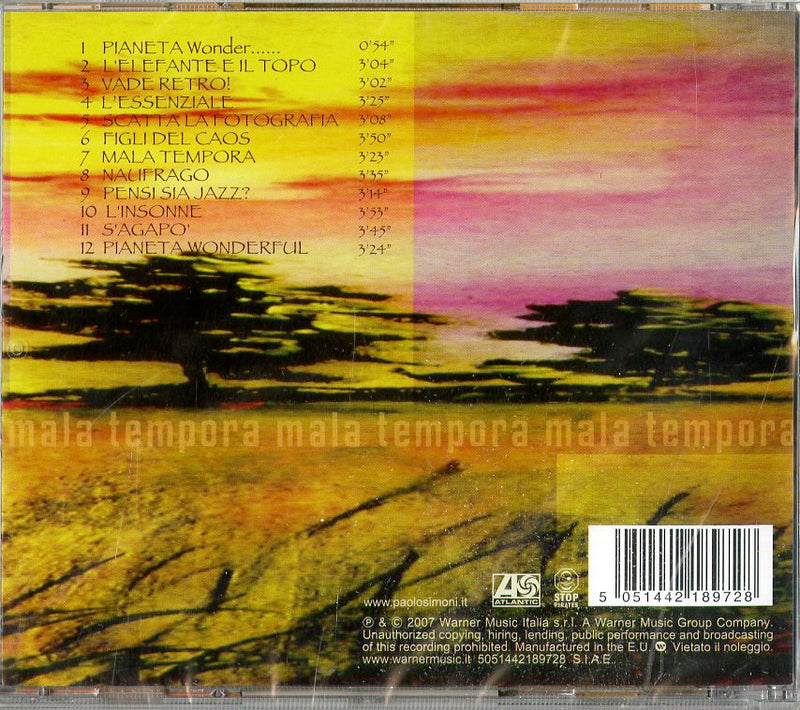 1 PIANETA Wonder...... 0'54"
2 L'ELEFANTE E IL TOPO 3'04"
3 VADE RETRO! 3'02"
4 L'ESSENZIALE 3'25"
5 SCATTA LA FOTOGRAFIA 3'08"
6 FIGLI DEL CAOS 3'50"
7 MALA TEMPORA 3'23"
8 NAUFRAGO 3'35"
9 PENSI SIA JAZZ? 3'14"
10 L'INSONNE 3'53"
11 S'AGAPO' 3'45"
12 PIANETA WONDERFUL 3'24"
mala tempora mala tempora mala tempora
www.paolosimoni.it
ATLANTIC
STOP
PIRATES
5 051442 189728
℗ & © 2007 Warner Music Italia s.r.l. A Warner Music Group Company.
Unauthorized copying, hiring, lending, public performance and broadcasting
of this recording prohibited. Manufactured in the E.U. Vietato il noleggio.
www.warnermusic.it 5051442189728 S.I.A.E.